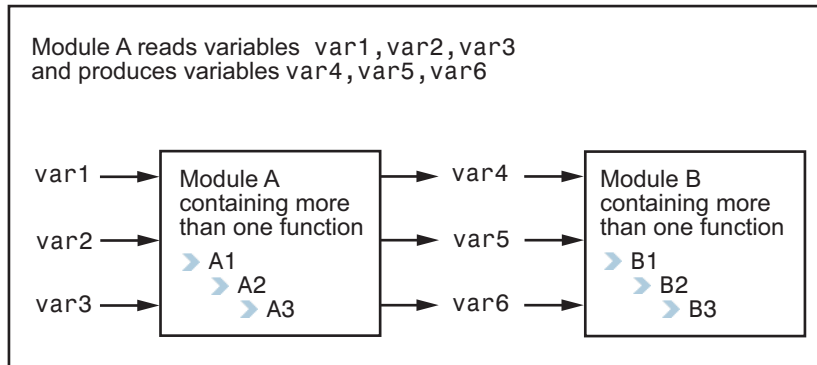 Module A reads variables var1,var2,var3
and produces variables var4,var5,var6
var1
var2
var3
Module A
containing more
than one function
A1
A2
A3
var4
var5
var6
Module B
containing more
than one function
B1
B2
B3